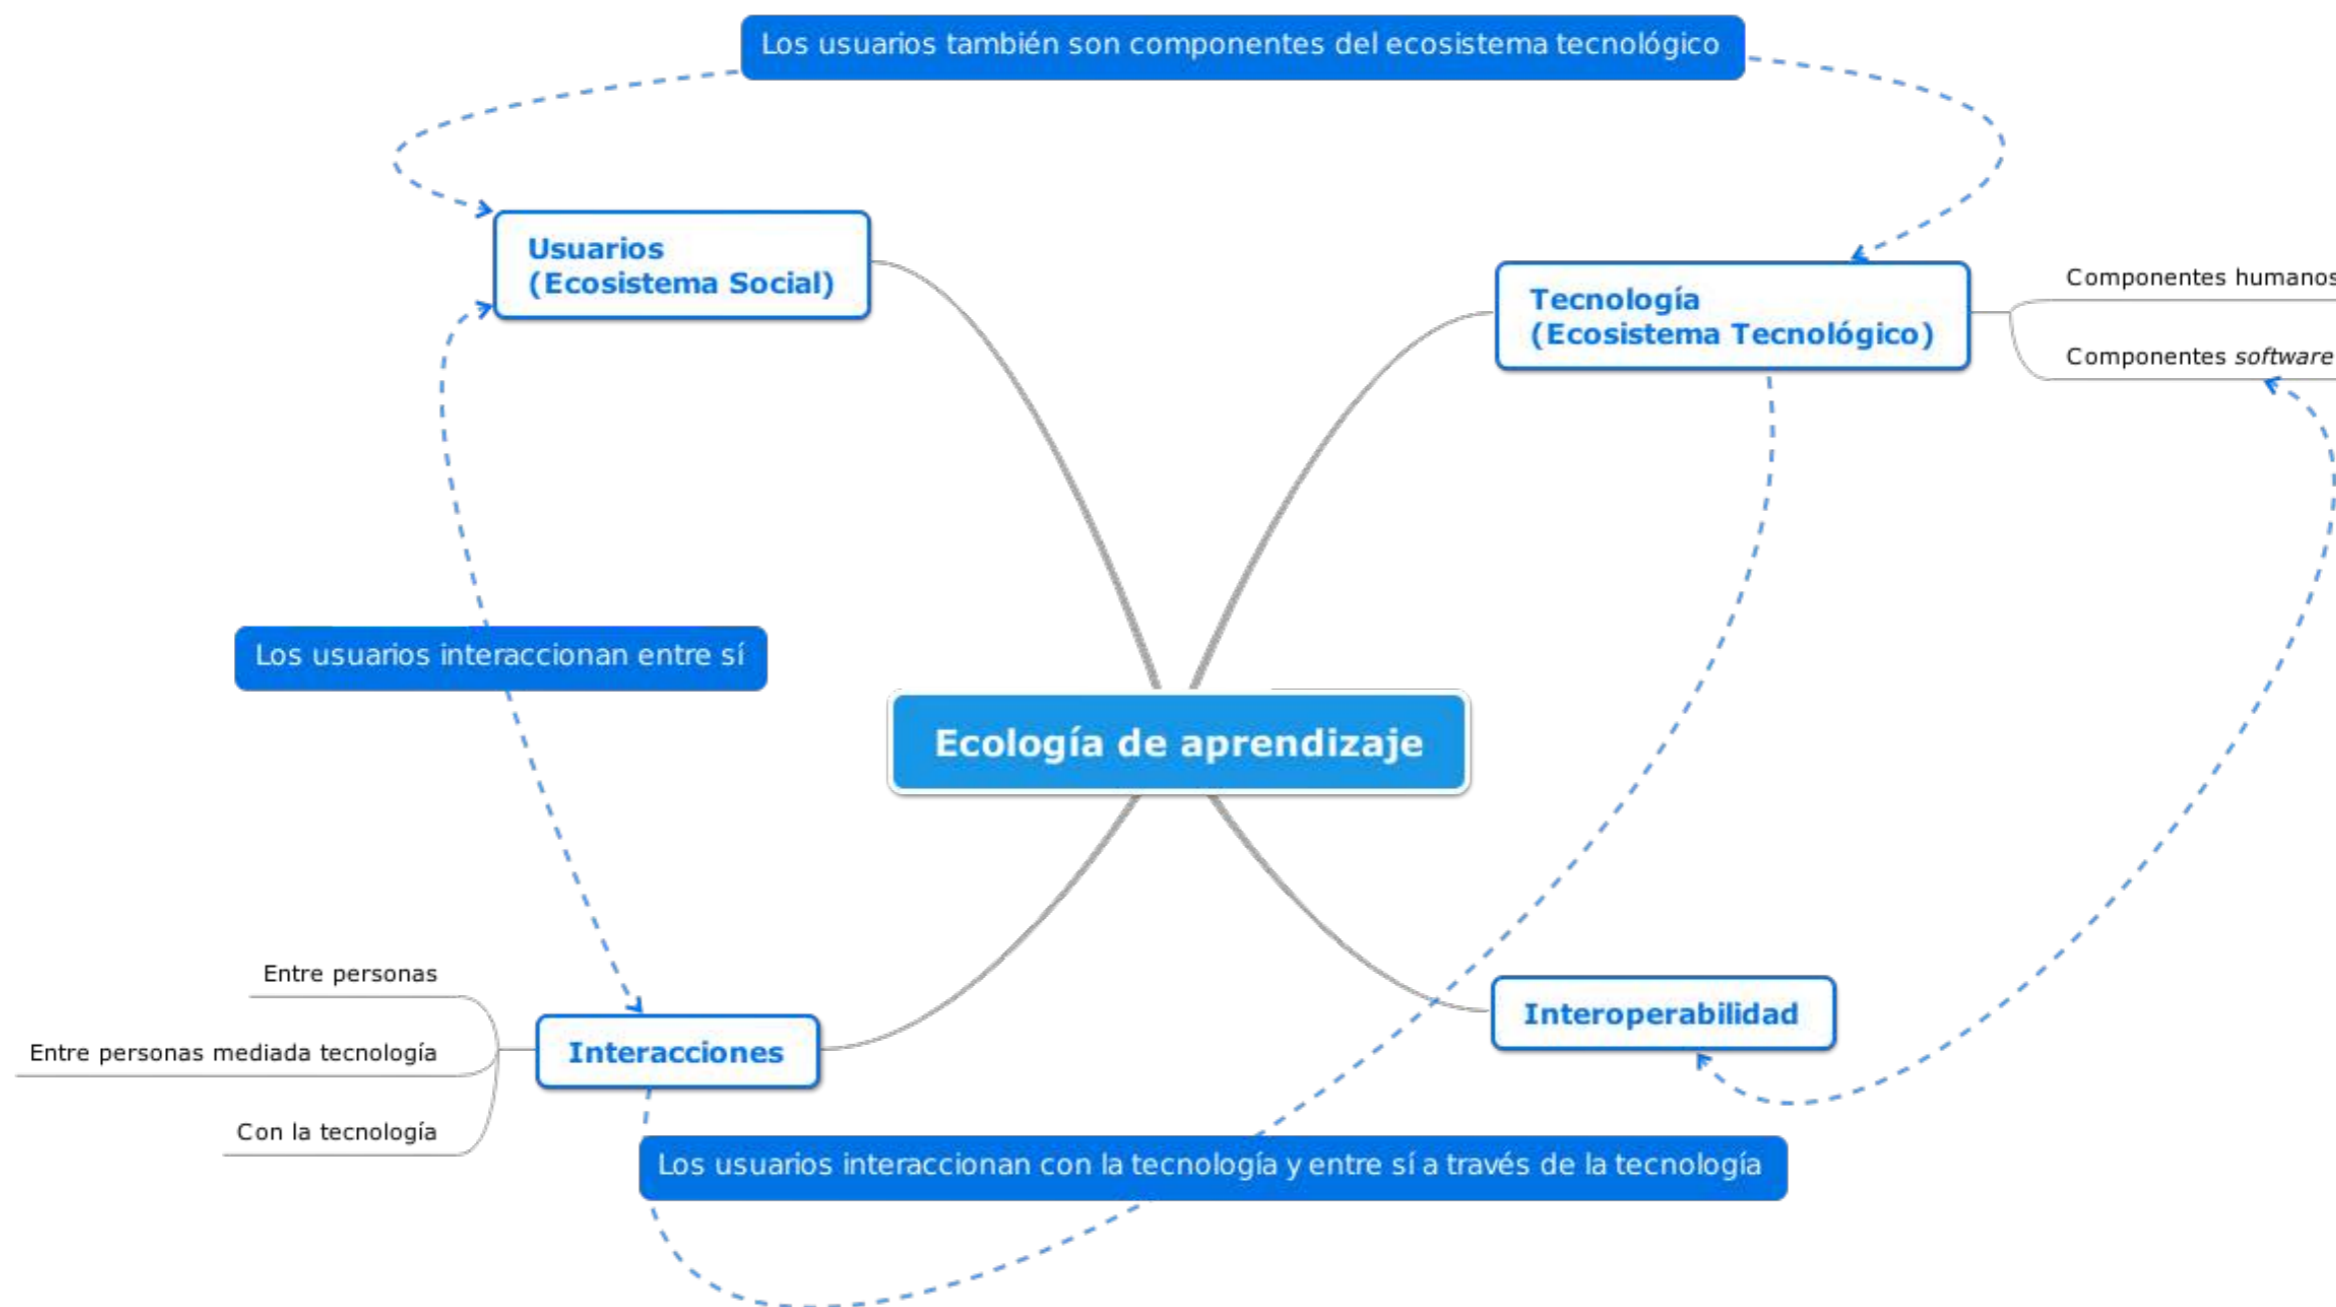 Los usuarios también son componentes del ecosistema tecnológico
Usuarios
(Ecosistema Social)
Tecnología
(Ecosistema Tecnológico)
Componentes humanos
Componentes software
Los usuarios interaccionan entre sí
Ecología de aprendizaje
Entre personas
Entre personas mediada tecnología
Con la tecnología
Interacciones
Interoperabilidad
Los usuarios interaccionan con la tecnología y entre sí a través de la tecnología